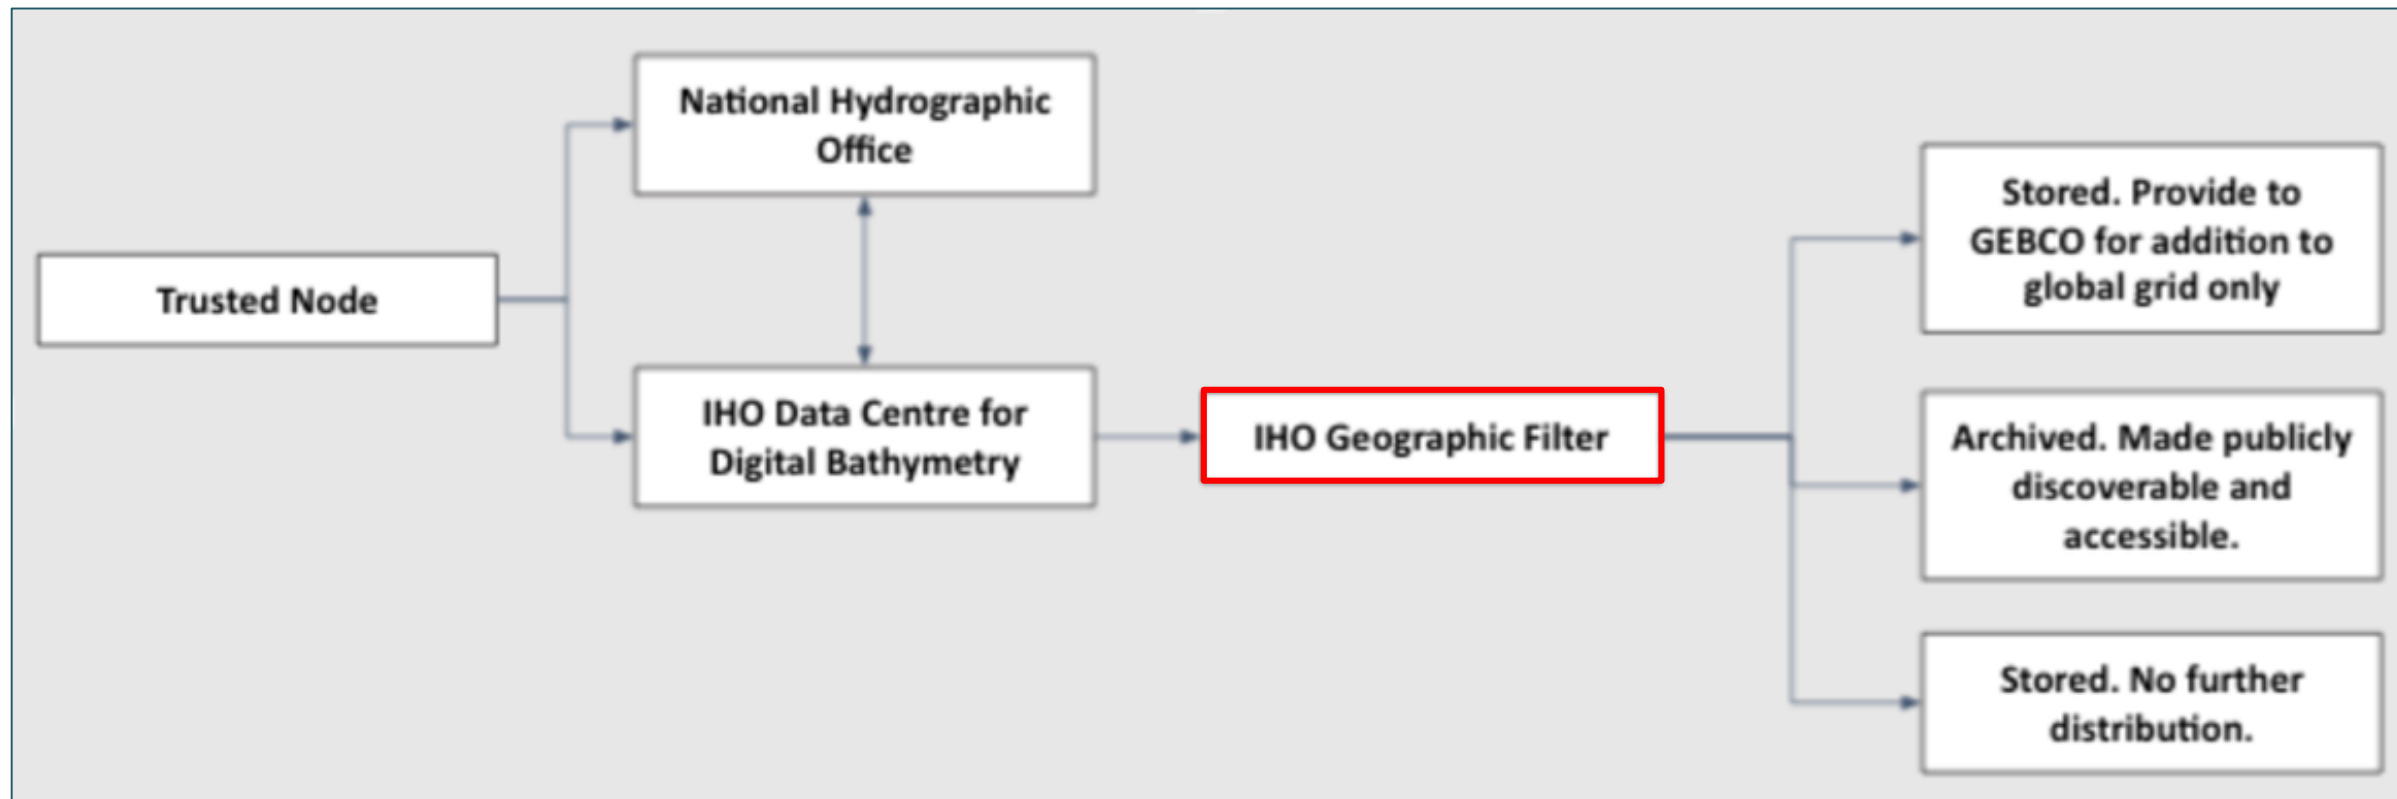 National Hydrographic
Office
Trusted Node
IHO Data Centre for
Digital Bathymetry
IHO Geographic Filter
Stored. Provide to
GEBCO for addition to
global grid only
Archived. Made publicly
discoverable and
accessible.
Stored. No further
distribution.